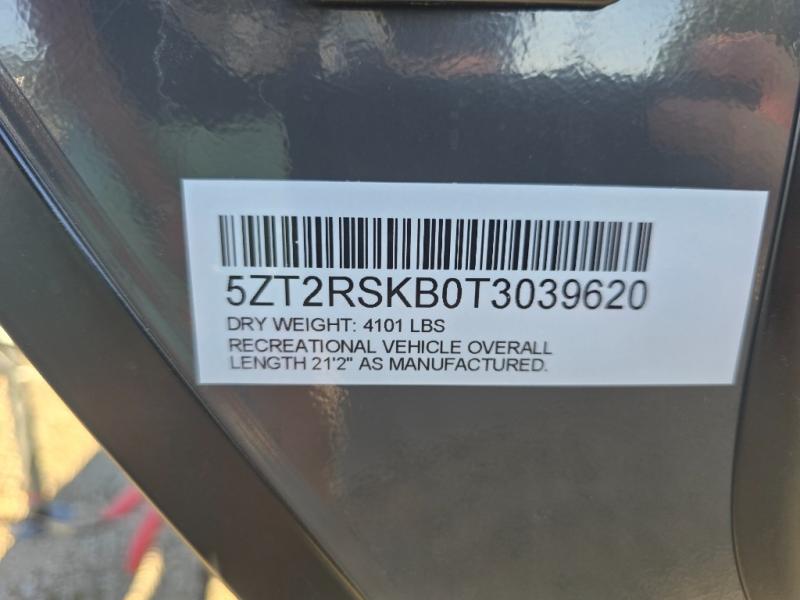 5ZT2RSKB0T3039620
DRY WEIGHT: 4101 LBS
RECREATIONAL VEHICLE OVERALL
LENGTH 21'2" AS MANUFACTURED.